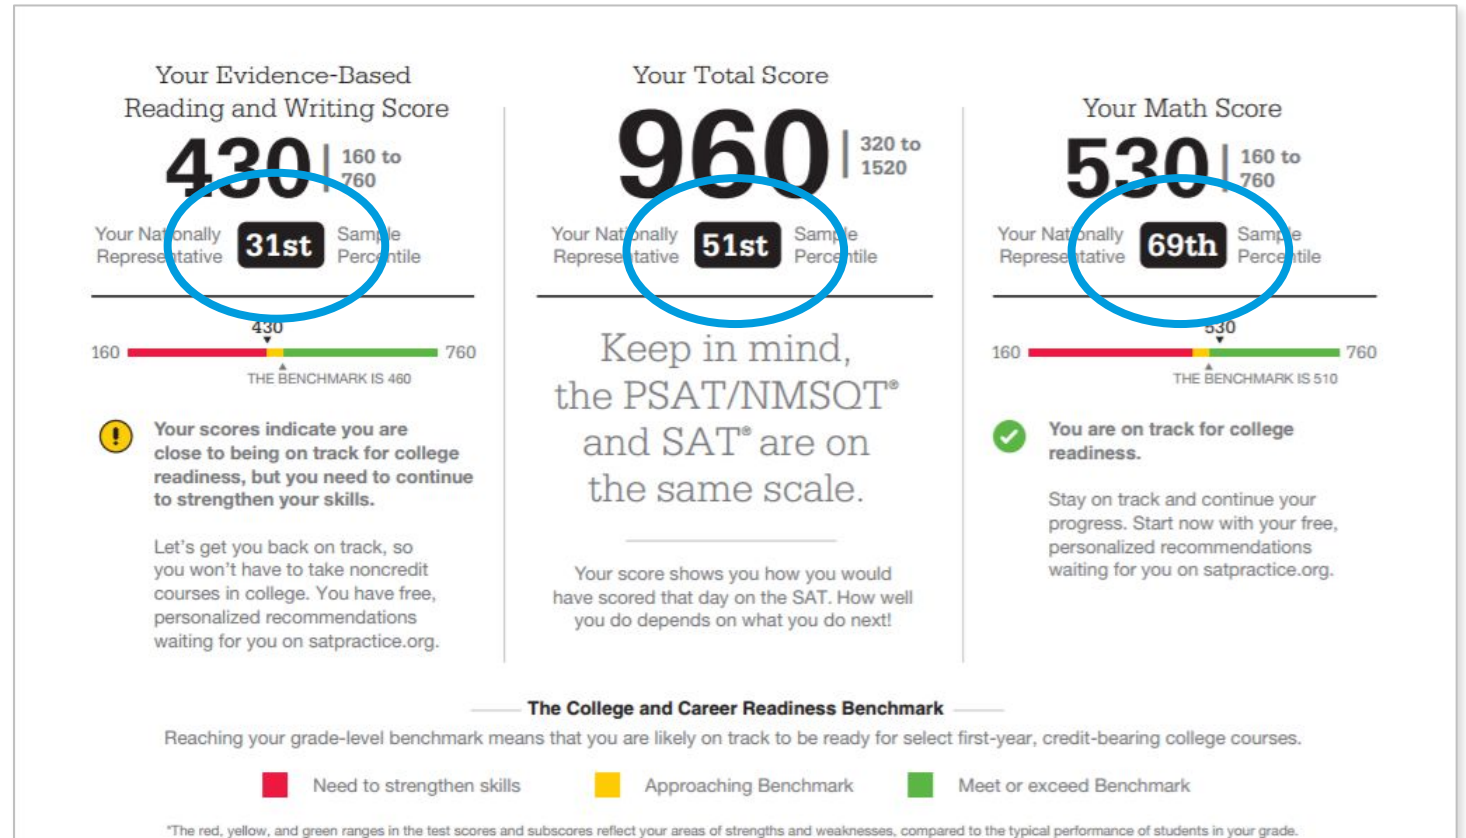 Your Evidence-Based
Reading and Writing Score
430
160 to
760
Your Nationally
Representative
31st
Sample
Percentile
430
160
760
THE BENCHMARK IS 460
Your scores indicate you are
close to being on track for college
readiness, but you need to continue
to strengthen your skills.
Let's get you back on track, so
you won't have to take noncredit
courses in college. You have free,
personalized recommendations
waiting for you on satpractice.org.
Your Total Score
960
320 to
1520
Your Nationally
Representative
51st
Sample
Percentile
Keep in mind,
the PSAT/NMSQT®
and SAT® are on
the same scale.
Your score shows you how you would
have scored that day on the SAT. How well
you do depends on what you do next!
Your Math Score
530
160 to
760
Your Nationally
Representative
69th
Sample
Percentile
530
160
760
THE BENCHMARK IS 510
You are on track for college
readiness.
Stay on track and continue your
progress. Start now with your free,
personalized recommendations
waiting for you on satpractice.org.
The College and Career Readiness Benchmark
Reaching your grade-level benchmark means that you are likely on track to be ready for select first-year, credit-bearing college courses.
Need to strengthen skills
Approaching Benchmark
Meet or exceed Benchmark
*The red, yellow, and green ranges in the test scores and subscores reflect your areas of strengths and weaknesses, compared to the typical performance of students in your grade.